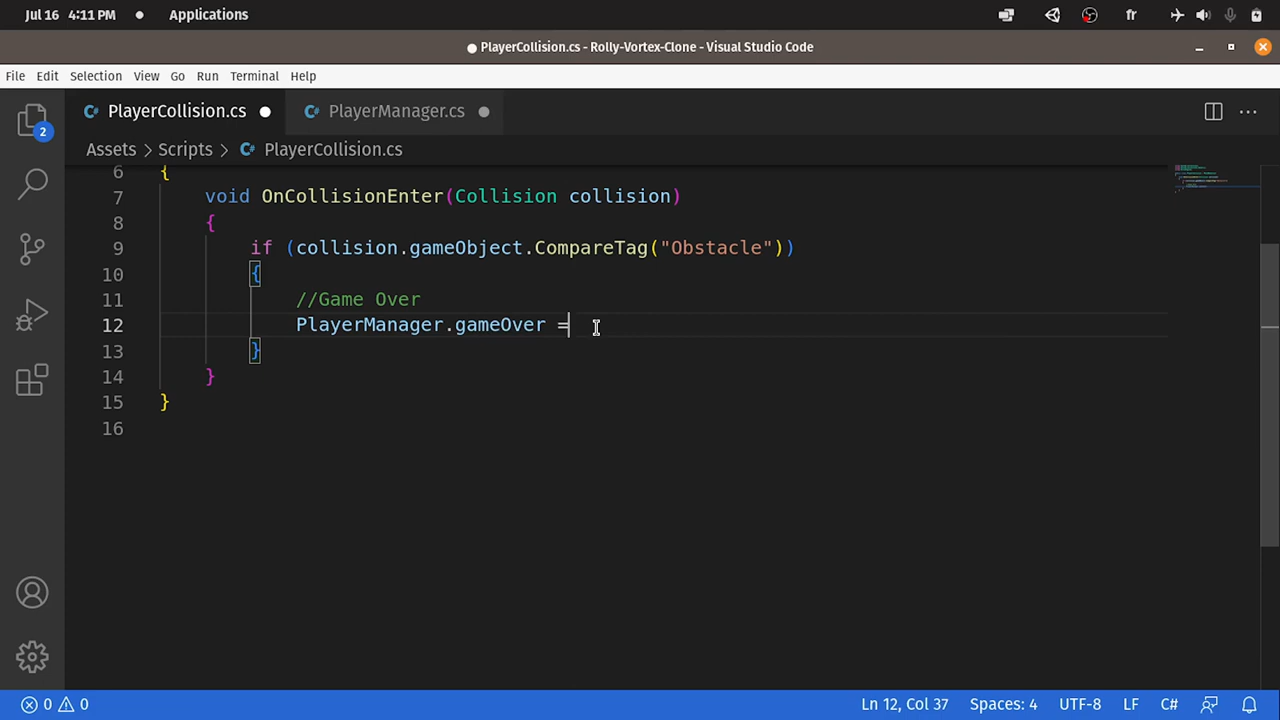 Jul 16 4:11 PM Applications fr
● PlayerCollision.cs - Rolly-Vortex-Clone - Visual Studio Code
File Edit Selection View Go Run Terminal Help
PlayerCollision.cs PlayerManager.cs
Assets > Scripts > PlayerCollision.cs
2
6 {
7 void OnCollisionEnter(Collision collision)
8 {
9 if (collision.gameObject.CompareTag("Obstacle"))
10 {
11 //Game Over
12 PlayerManager.gameOver =
13 }
14 }
15 }
16
0 0 Ln 12, Col 37 Spaces: 4 UTF-8 LF C#